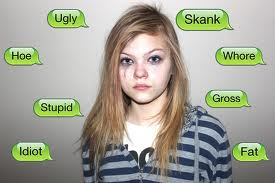 Ugly
Skank
Hoe
Whore
Stupid
Gross
Idiot
Fat